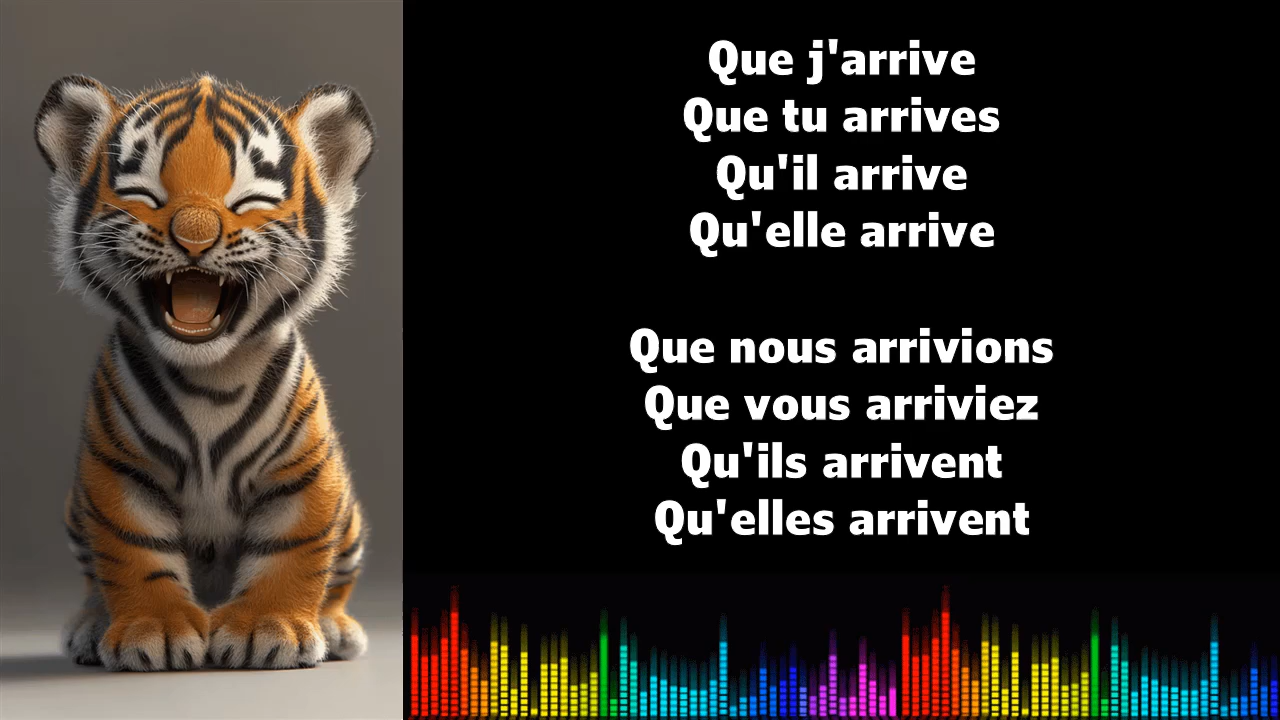 Que j'arrive
Que tu arrives
Qu'il arrive
Qu'elle arrive
Que nous arrivions
Que vous arriviez
Qu'ils arrivent
Qu'elles arrivent